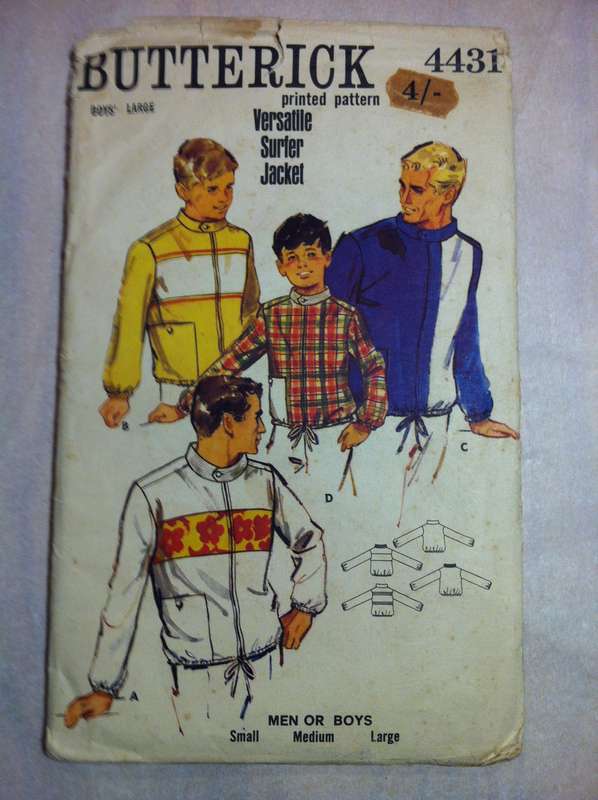 BUTTERICK 4431
4/-
BOYS' LARGE
printed pattern
Versatile
Surfer
Jacket
B
C
D
A
MEN OR BOYS
Small Medium Large